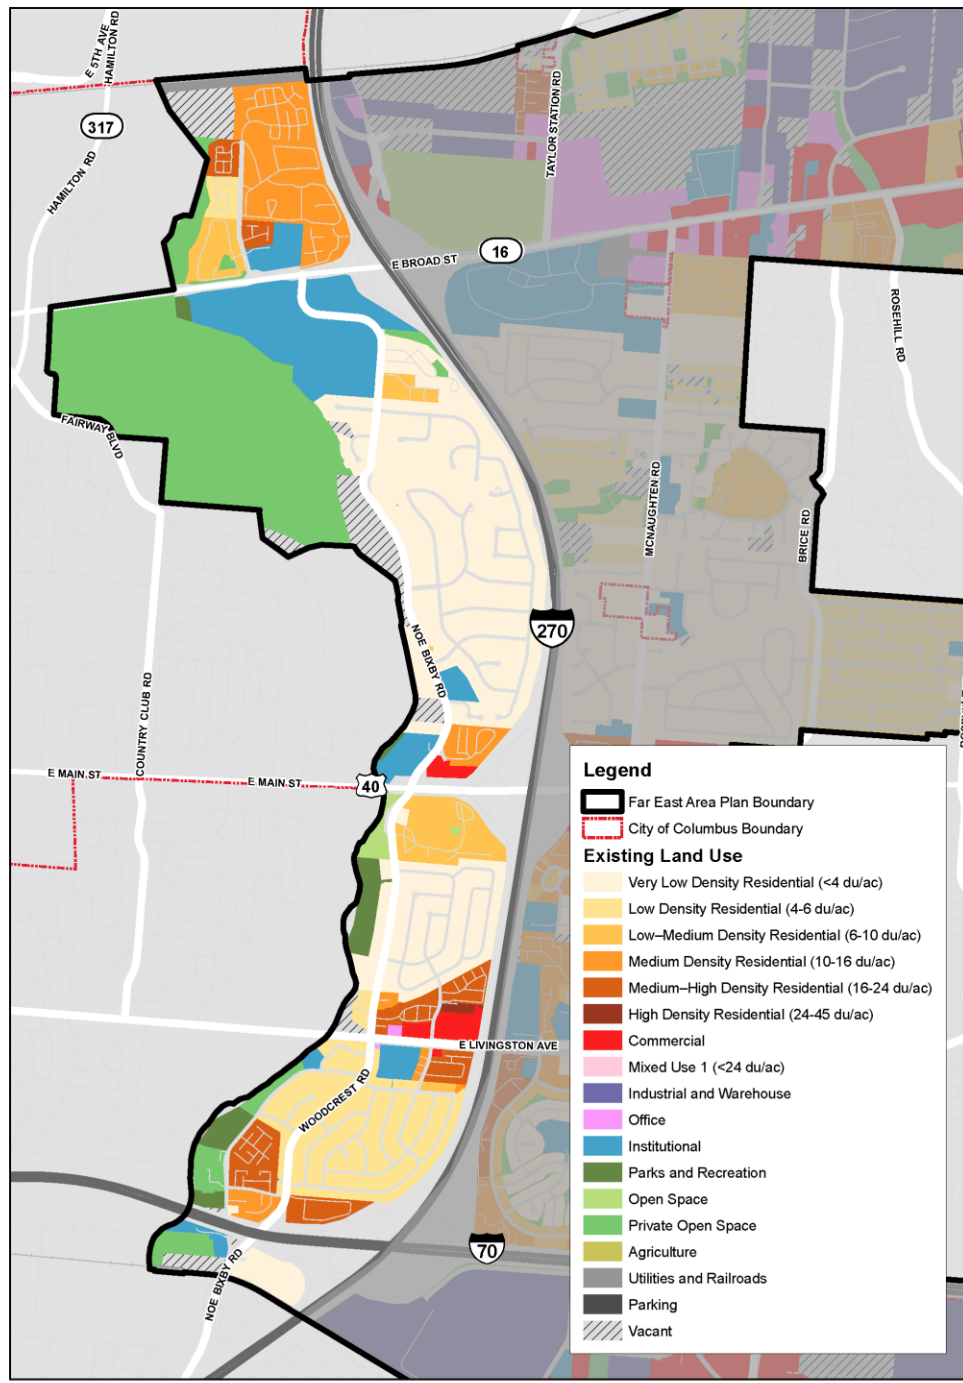 E 5TH AVE
HAMILTON RD
317
HAMILTON RD
TAYLOR STATION RD
16
E BROAD ST
ROSEHILL RD
FAIRWAY BLVD
MCNAUGHTEN RD
BRICE RD
270
NOE BIXBY RD
COUNTRY CLUB RD
E MAIN ST
E MAIN ST
40
E LIVINGSTON AVE
WOODCREST RD
70
NOE BIXBY RD
Legend
Far East Area Plan Boundary
City of Columbus Boundary
Existing Land Use
Very Low Density Residential (<4 du/ac)
Low Density Residential (4-6 du/ac)
Low–Medium Density Residential (6-10 du/ac)
Medium Density Residential (10-16 du/ac)
Medium–High Density Residential (16-24 du/ac)
High Density Residential (24-45 du/ac)
Commercial
Mixed Use 1 (<24 du/ac)
Industrial and Warehouse
Office
Institutional
Parks and Recreation
Open Space
Private Open Space
Agriculture
Utilities and Railroads
Parking
Vacant